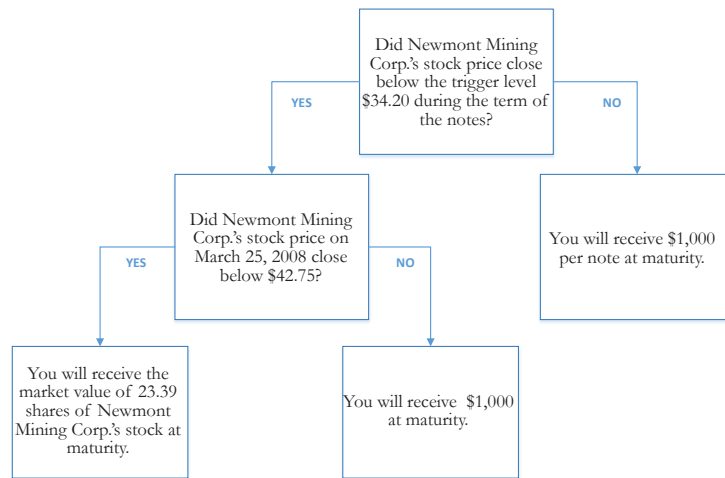 Did Newmont Mining
Corp.'s stock price close
below the trigger level
$34.20 during the term of
the notes?
YES
NO
Did Newmont Mining
Corp.'s stock price on
March 25, 2008 close
below $42.75?
You will receive $1,000
per note at maturity.
YES
NO
You will receive the
market value of 23.39
shares of Newmont
Mining Corp.'s stock at
maturity.
You will receive $1,000
at maturity.